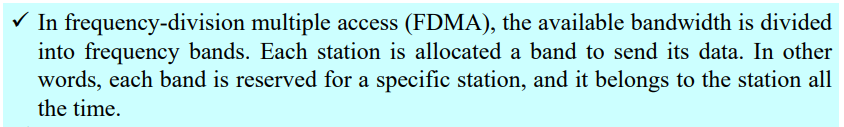 ✓ In frequency-division multiple access (FDMA), the available bandwidth is divided
into frequency bands. Each station is allocated a band to send its data. In other
words, each band is reserved for a specific station, and it belongs to the station all
the time.